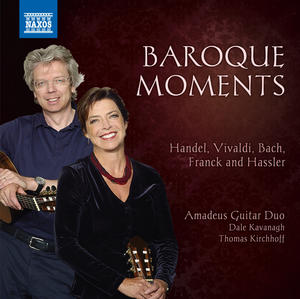 NAXOS
BAROQUE
MOMENTS
Handel, Vivaldi, Bach,
Franck and Hassler
Amadeus Guitar Duo
Dale Kavanagh
Thomas Kirchhoff